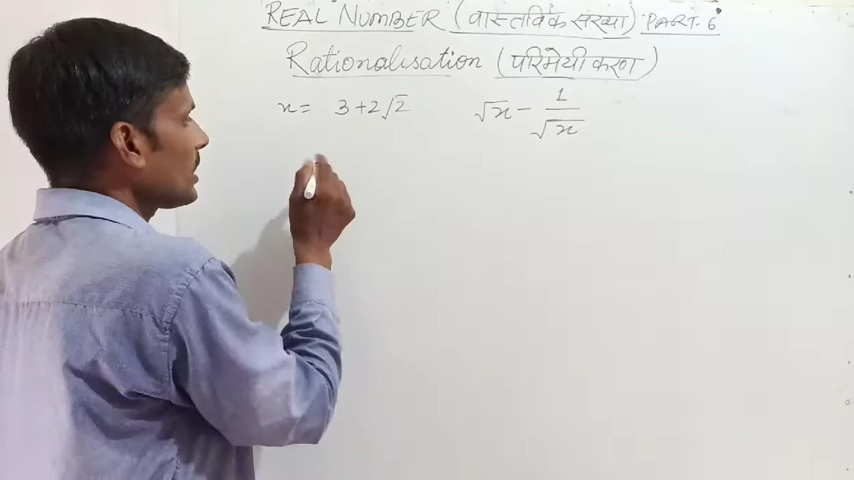 REAL NUMBER (वास्तविक संख्या) PART-6
Rationalisation (परिमेयीकरण)
x = 3+2√2 √x - 1/√x